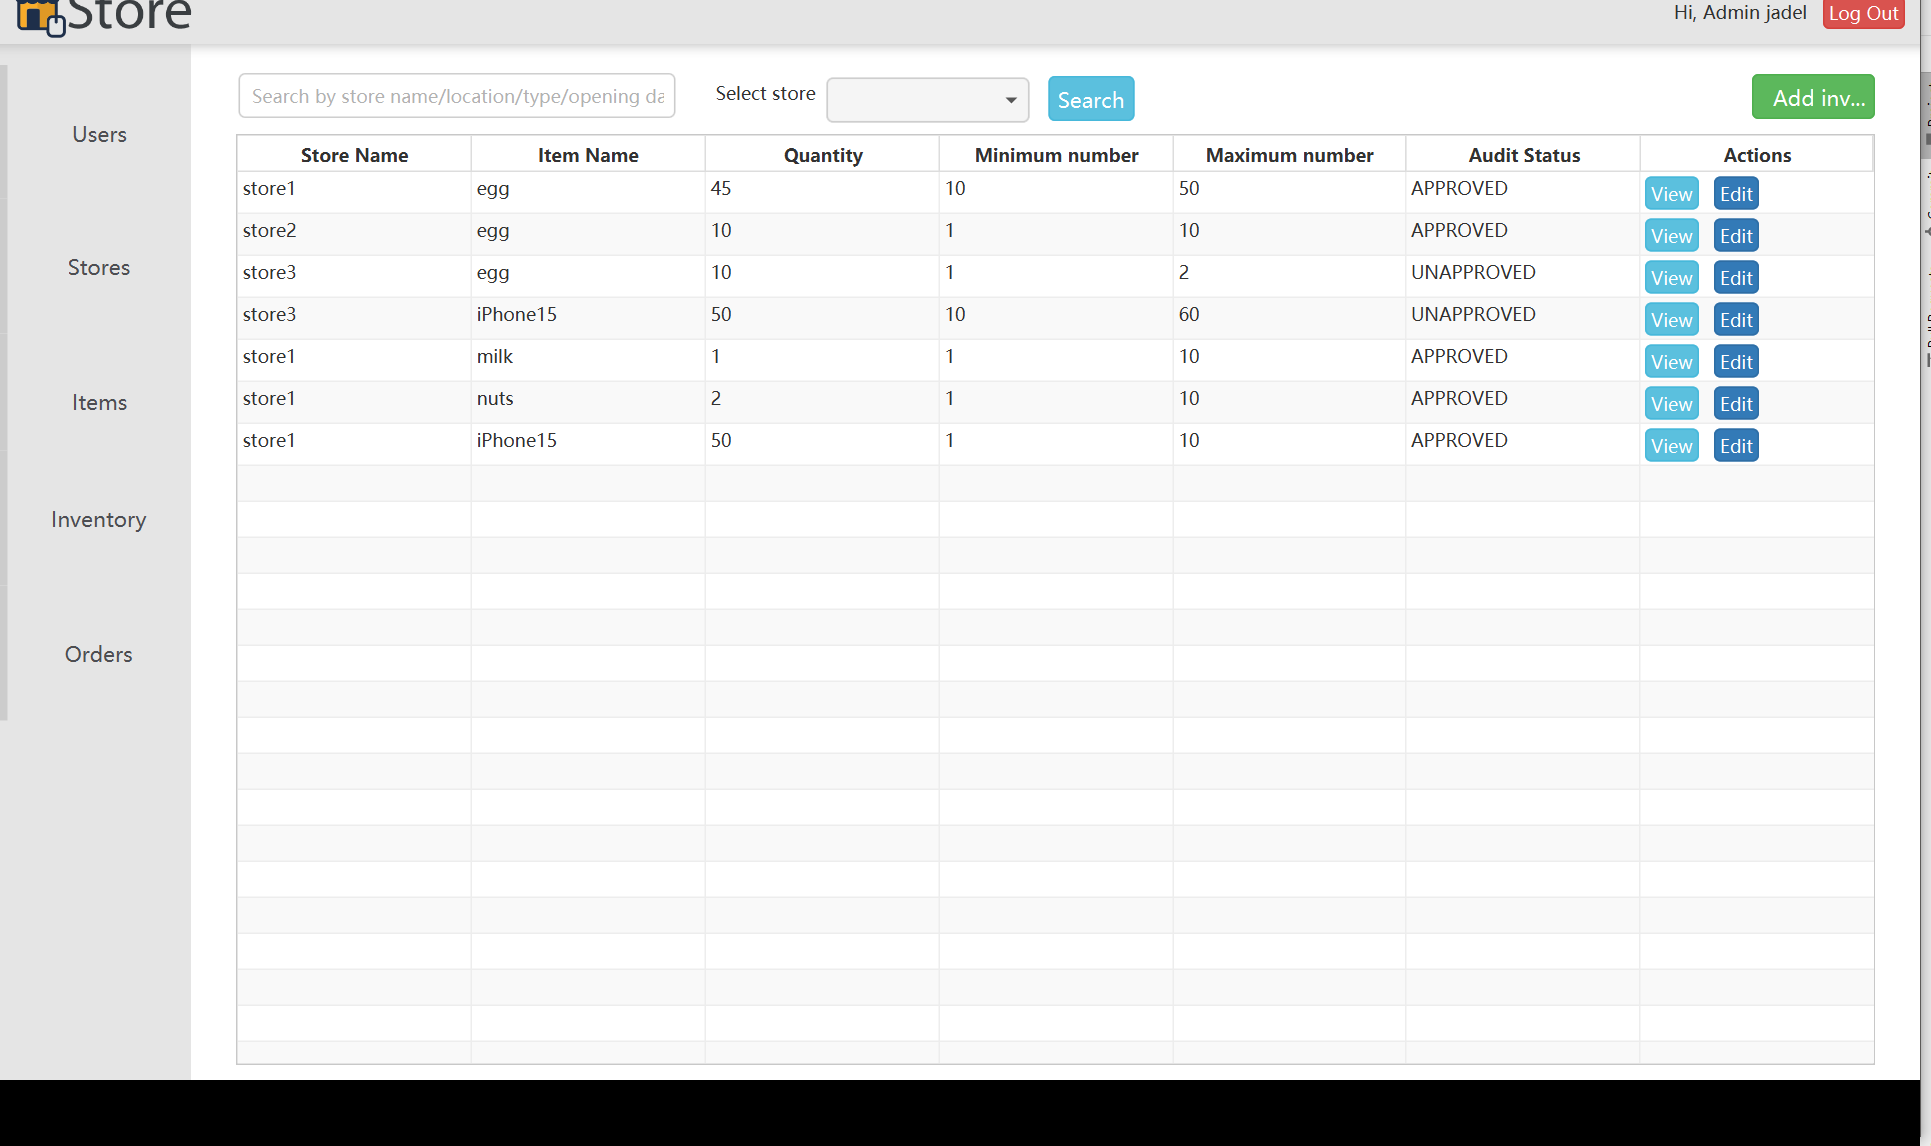 Store
Hi, Admin jadel Log Out
Search by store name/location/type/opening da Select store Search Add inv...
Users
Stores
Items
Inventory
Orders
Store Name Item Name Quantity Minimum number Maximum number Audit Status Actions
store1 egg 45 10 50 APPROVED View Edit
store2 egg 10 1 10 APPROVED View Edit
store3 egg 10 1 2 UNAPPROVED View Edit
store3 iPhone15 50 10 60 UNAPPROVED View Edit
store1 milk 1 1 10 APPROVED View Edit
store1 nuts 2 1 10 APPROVED View Edit
store1 iPhone15 50 1 10 APPROVED View Edit